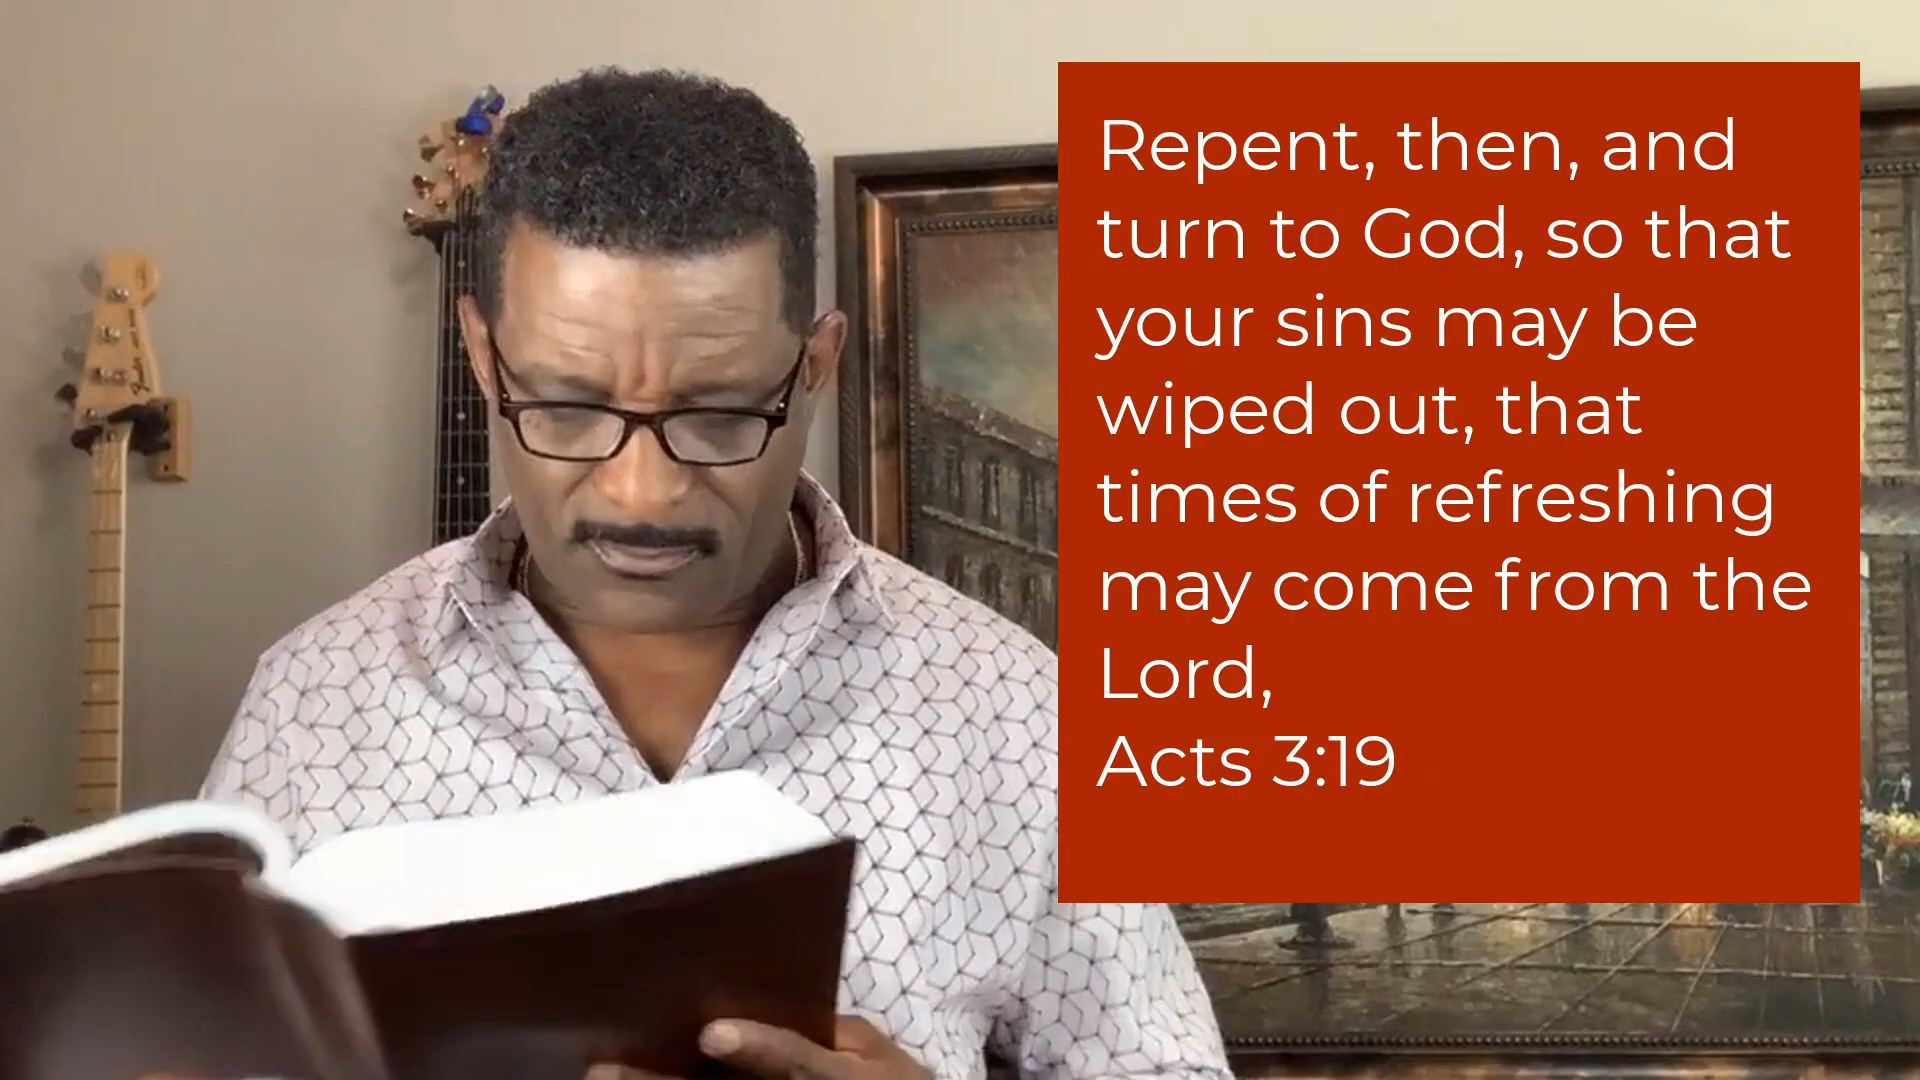 Repent, then, and
turn to God, so that
your sins may be
wiped out, that
times of refreshing
may come from the
Lord,
Acts 3:19
Fender